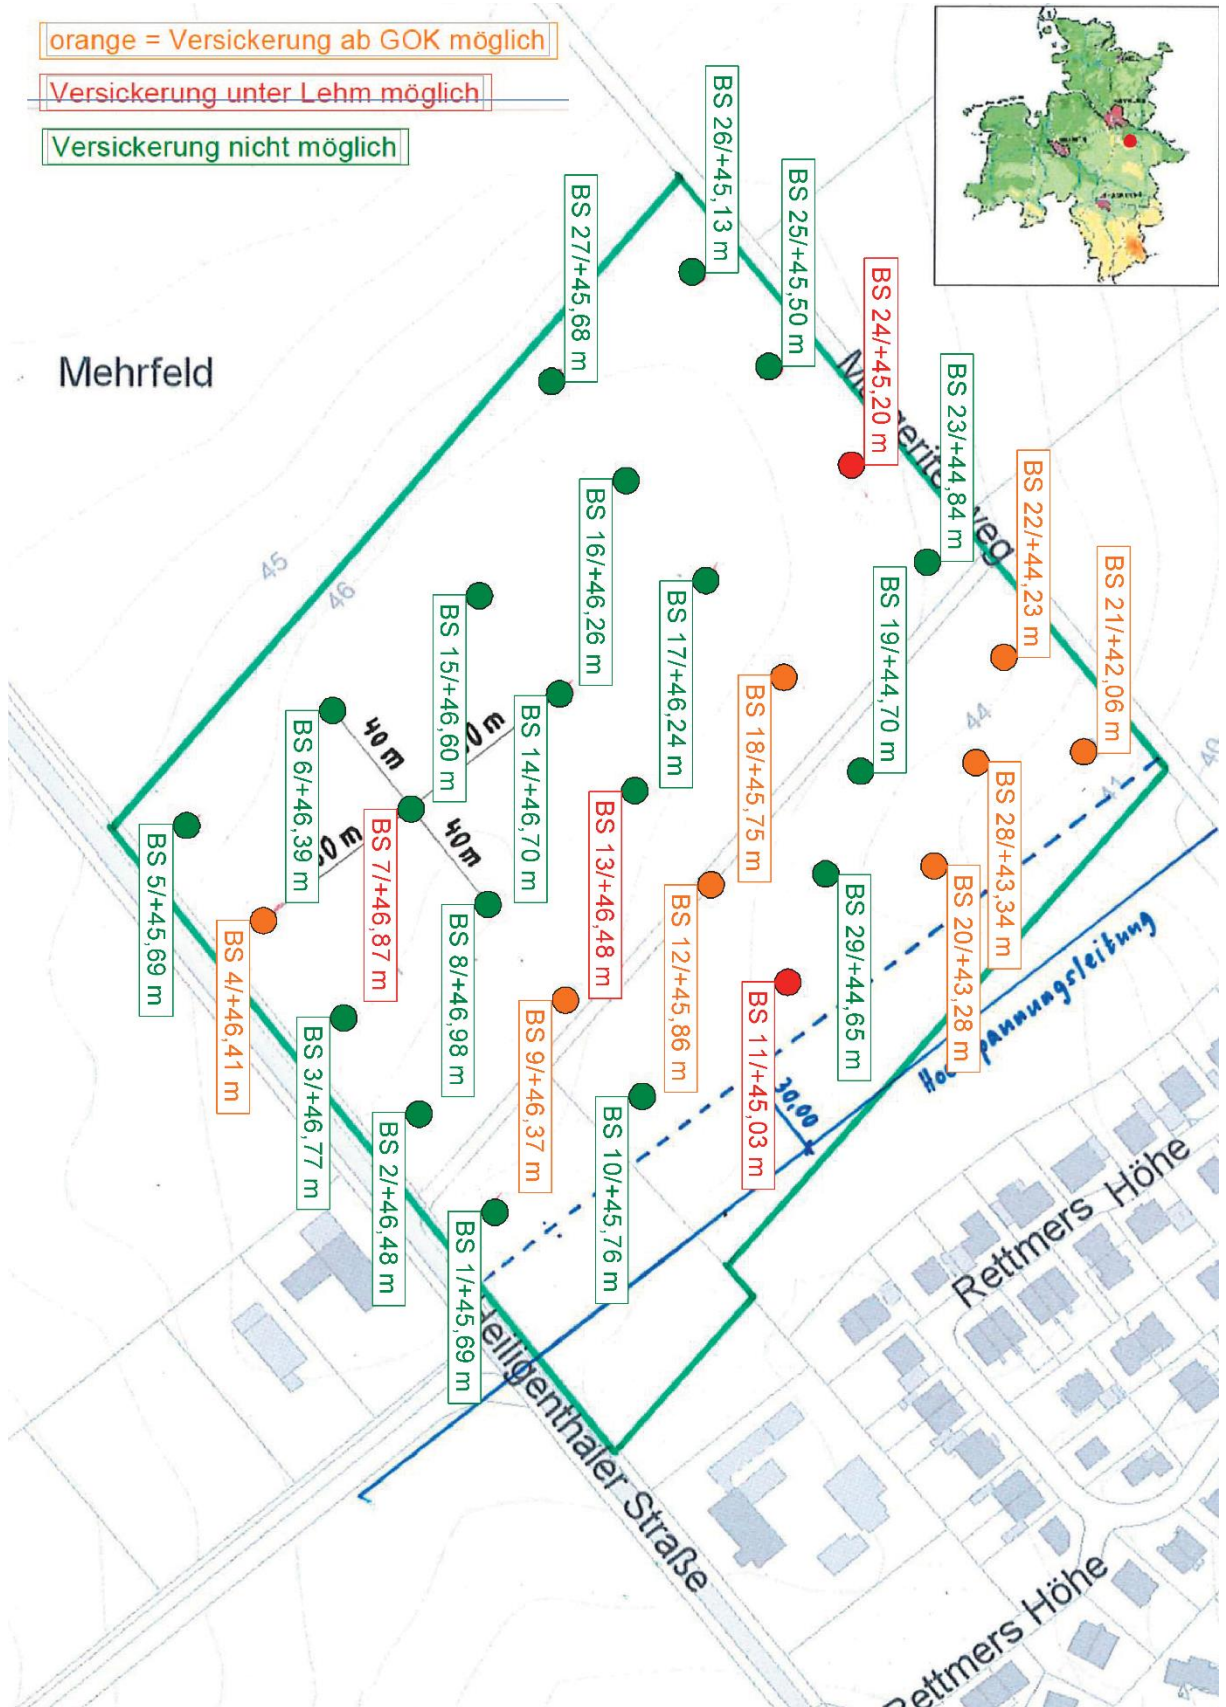 orange = Versickerung ab GOK möglich
Versickerung unter Lehm möglich
Versickerung nicht möglich
BS 26/+45,13 m
BS 27/+45,68 m
BS 25/+45,50 m
BS 24/+45,20 m
BS 23/+44,84 m
Mehrfeld
BS 22/+44,23 m
BS 21/+42,06 m
BS 16/+46,26 m
BS 17/+46,24 m
BS 19/+44,70 m
45
46
BS 15/+46,60 m
BS 14/+46,70 m
BS 18/+45,75 m
44
40
41
BS 6/+46,39 m
40 m
40 m
BS 28/+43,34 m
BS 5/+45,69 m
BS 7/+46,87 m
BS 13/+46,48 m
BS 12/+45,86 m
BS 29/+44,65 m
BS 20/+43,28 m
BS 4/+46,41 m
BS 8/+46,98 m
BS 9/+46,37 m
BS 11/+45,03 m
30,00
BS 3/+46,77 m
BS 2/+46,48 m
BS 10/+45,76 m
BS 1/+45,69 m
Rettmers Höhe
Heiligenthaler Straße
Rettmers Höhe